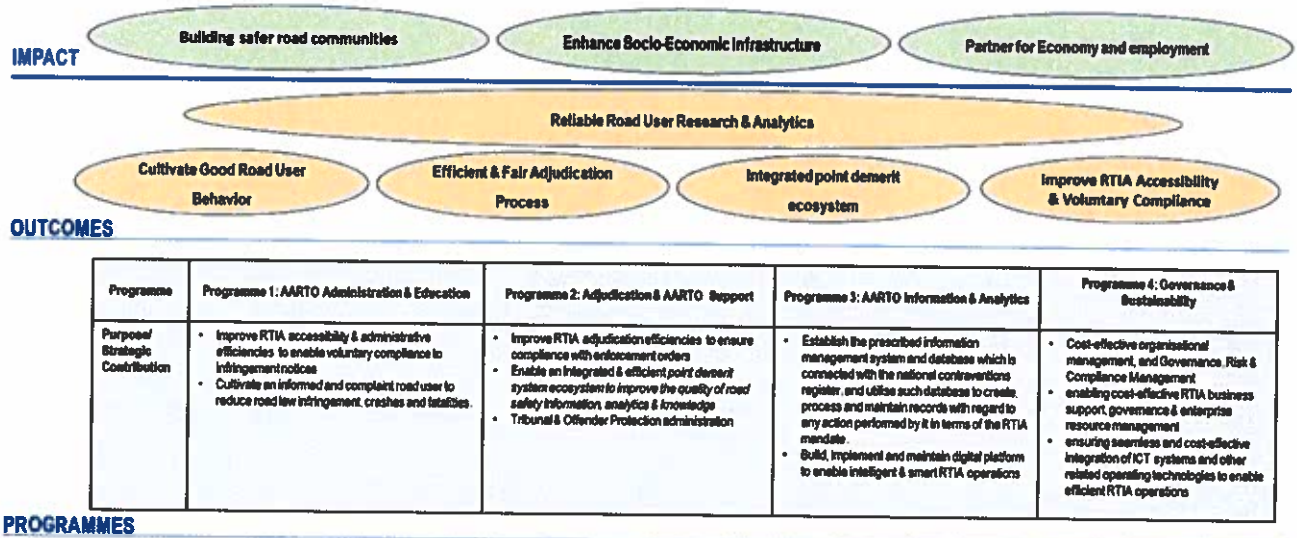 Building safer road communities
Enhance Socio-Economic Infrastructure
Partner for Economy and employment
IMPACT
Reliable Road User Research & Analytics
Cultivate Good Road User
Behavior
Efficient & Fair Adjudication
Process
Integrated point demerit
ecosystem
Improve RTIA Accessibility
& Voluntary Compliance
OUTCOMES
Programme
Programme 1: AARTO Administration & Education
Programme 2: Adjudication & AARTO Support
Programme 3: AARTO Information & Analytics
Programme 4: Governance &
Sustainability
Purpose/
Strategic
Contribution
• Improve RTIA accessibility & administrative
efficiencies to enable voluntary compliance to
infringement notices
• Cultivate an informed and complaint road user to
reduce road law infringement, crashes and fatalities.
• Improve RTIA adjudication efficiencies to ensure
compliance with enforcement orders
• Enable an integrated & efficient point demerit
system ecosystem to improve the quality of road
safety information, analytics & knowledge
• Tribunal & Offender Protection administration
• Establish the prescribed information
management system and database which is
connected with the national contraventions
register, and utilise such database to create,
process and maintain records with regard to
any action performed by it in terms of the RTIA
mandate.
• Build, implement and maintain digital platform
to enable intelligent & smart RTIA operations
• Cost-effective organisational
management, and Governance, Risk &
Compliance Management
• enabling cost-effective RTIA business
support, governance & enterprise
resource management
• ensuring seamless and cost-effective
integration of ICT systems and other
related operating technologies to enable
efficient RTIA operations
PROGRAMMES